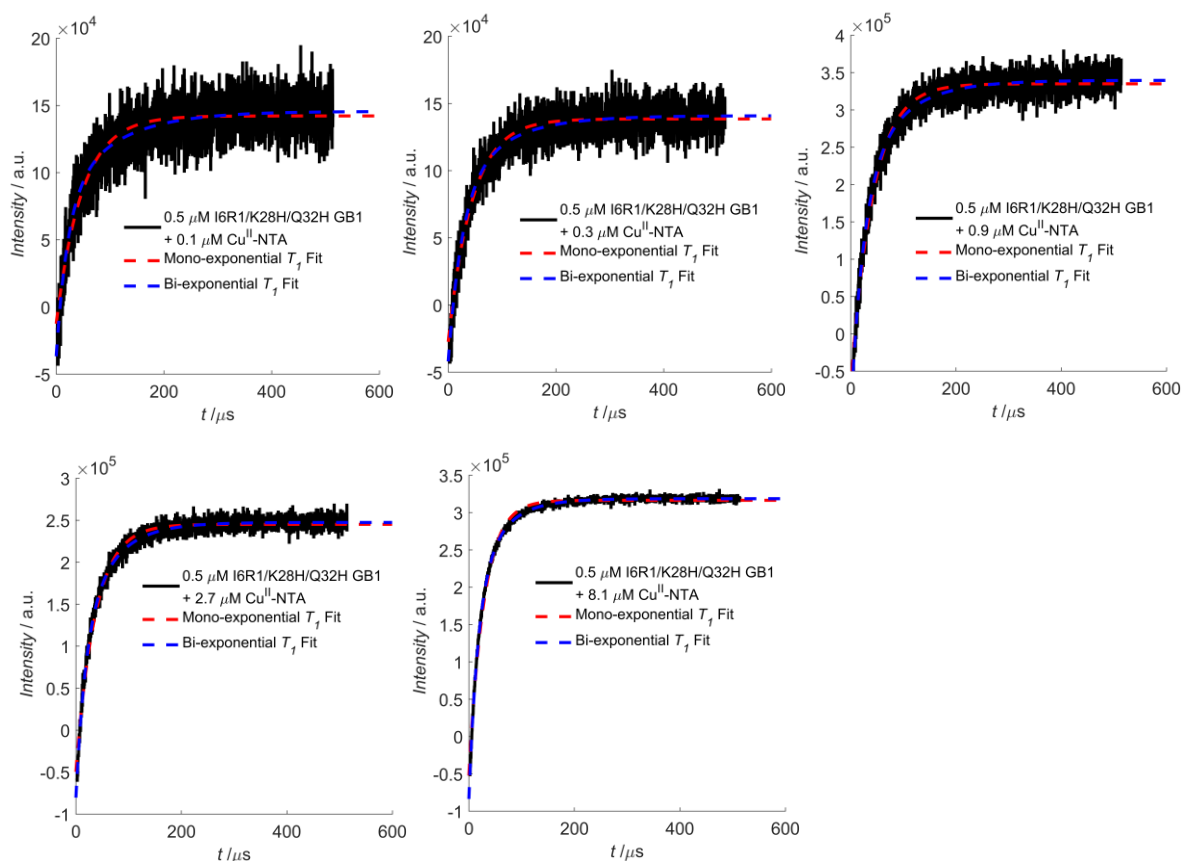 ×10⁴
20
15
10
5
0
-5
Intensity / a.u.
0.5 μM I6R1/K28H/Q32H GB1
+ 0.1 μM Cuᴵᴵ-NTA
Mono-exponential T₁ Fit
Bi-exponential T₁ Fit
0 200 400 600
t /μs
×10⁴
20
15
10
5
0
-5
Intensity / a.u.
0.5 μM I6R1/K28H/Q32H GB1
+ 0.3 μM Cuᴵᴵ-NTA
Mono-exponential T₁ Fit
Bi-exponential T₁ Fit
0 200 400 600
t /μs
×10⁵
4
3.5
3
2.5
2
1.5
1
0.5
0
-0.5
Intensity / a.u.
0.5 μM I6R1/K28H/Q32H GB1
+ 0.9 μM Cuᴵᴵ-NTA
Mono-exponential T₁ Fit
Bi-exponential T₁ Fit
0 200 400 600
t /μs
×10⁵
3
2.5
2
1.5
1
0.5
0
-0.5
-1
Intensity / a.u.
0.5 μM I6R1/K28H/Q32H GB1
+ 2.7 μM Cuᴵᴵ-NTA
Mono-exponential T₁ Fit
Bi-exponential T₁ Fit
0 200 400 600
t /μs
×10⁵
3.5
3
2.5
2
1.5
1
0.5
0
-0.5
-1
Intensity / a.u.
0.5 μM I6R1/K28H/Q32H GB1
+ 8.1 μM Cuᴵᴵ-NTA
Mono-exponential T₁ Fit
Bi-exponential T₁ Fit
0 200 400 600
t /μs